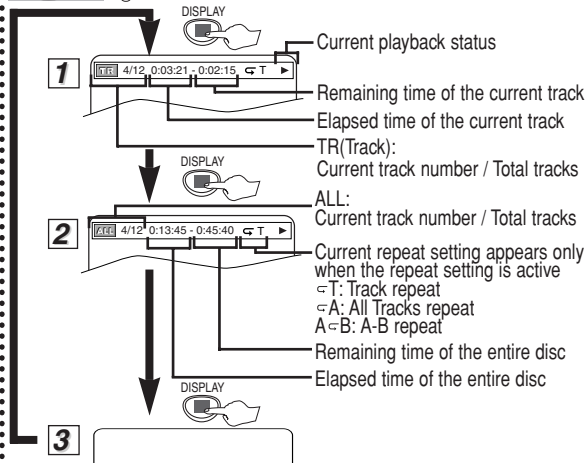 DISPLAY
Current playback status
1
TR 4/12 0:03:21 - 0:02:15 T
Remaining time of the current track
Elapsed time of the current track
TR(Track):
Current track number / Total tracks
DISPLAY
ALL:
Current track number / Total tracks
2
ALL 4/12 0:13:45 - 0:45:40 T
Current repeat setting appears only
when the repeat setting is active
T: Track repeat
A: All Tracks repeat
A B: A-B repeat
Remaining time of the entire disc
Elapsed time of the entire disc
DISPLAY
3